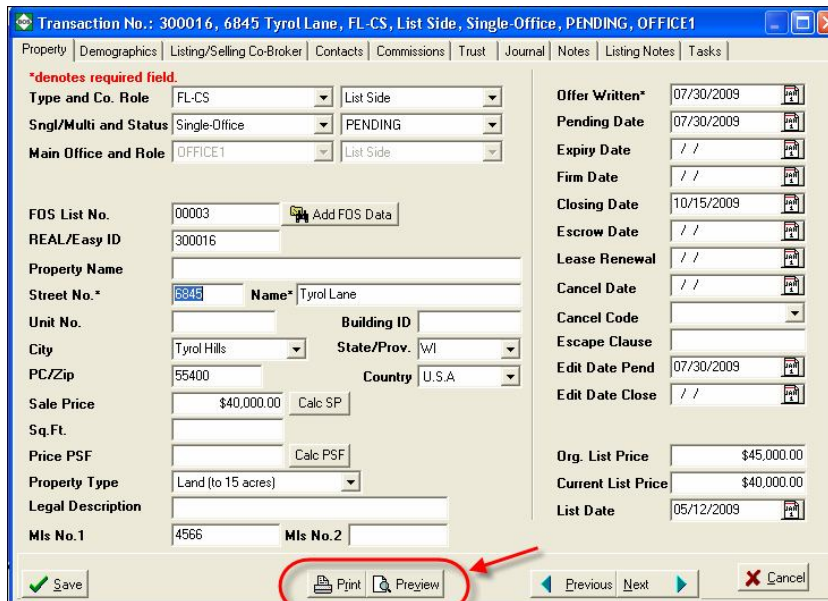 Transaction No.: 300016, 6845 Tyrol Lane, FL-CS, List Side, Single-Office, PENDING, OFFICE1
Property Demographics Listing/Selling Co-Broker Contacts Commissions Trust Journal Notes Listing Notes Tasks
*denotes required field.
Type and Co. Role FL-CS List Side
Sngl/Multi and Status Single-Office PENDING
Main Office and Role OFFICE1 List Side
FOS List No. 00003 Add FOS Data
REAL/Easy ID 300016
Property Name
Street No.* 6845 Name* Tyrol Lane
Unit No. Building ID
City Tyrol Hills State/Prov. WI
PC/Zip 55400 Country U.S.A
Sale Price $40,000.00 Calc SP
Sq.Ft.
Price PSF Calc PSF
Property Type Land (to 15 acres)
Legal Description
Mls No.1 4566 Mls No.2
Offer Written* 07/30/2009
Pending Date 07/30/2009
Expiry Date / /
Firm Date / /
Closing Date 10/15/2009
Escrow Date / /
Lease Renewal / /
Cancel Date / /
Cancel Code
Escape Clause
Edit Date Pend 07/30/2009
Edit Date Close / /
Org. List Price $45,000.00
Current List Price $40,000.00
List Date 05/12/2009
Save Print Preview Previous Next Cancel